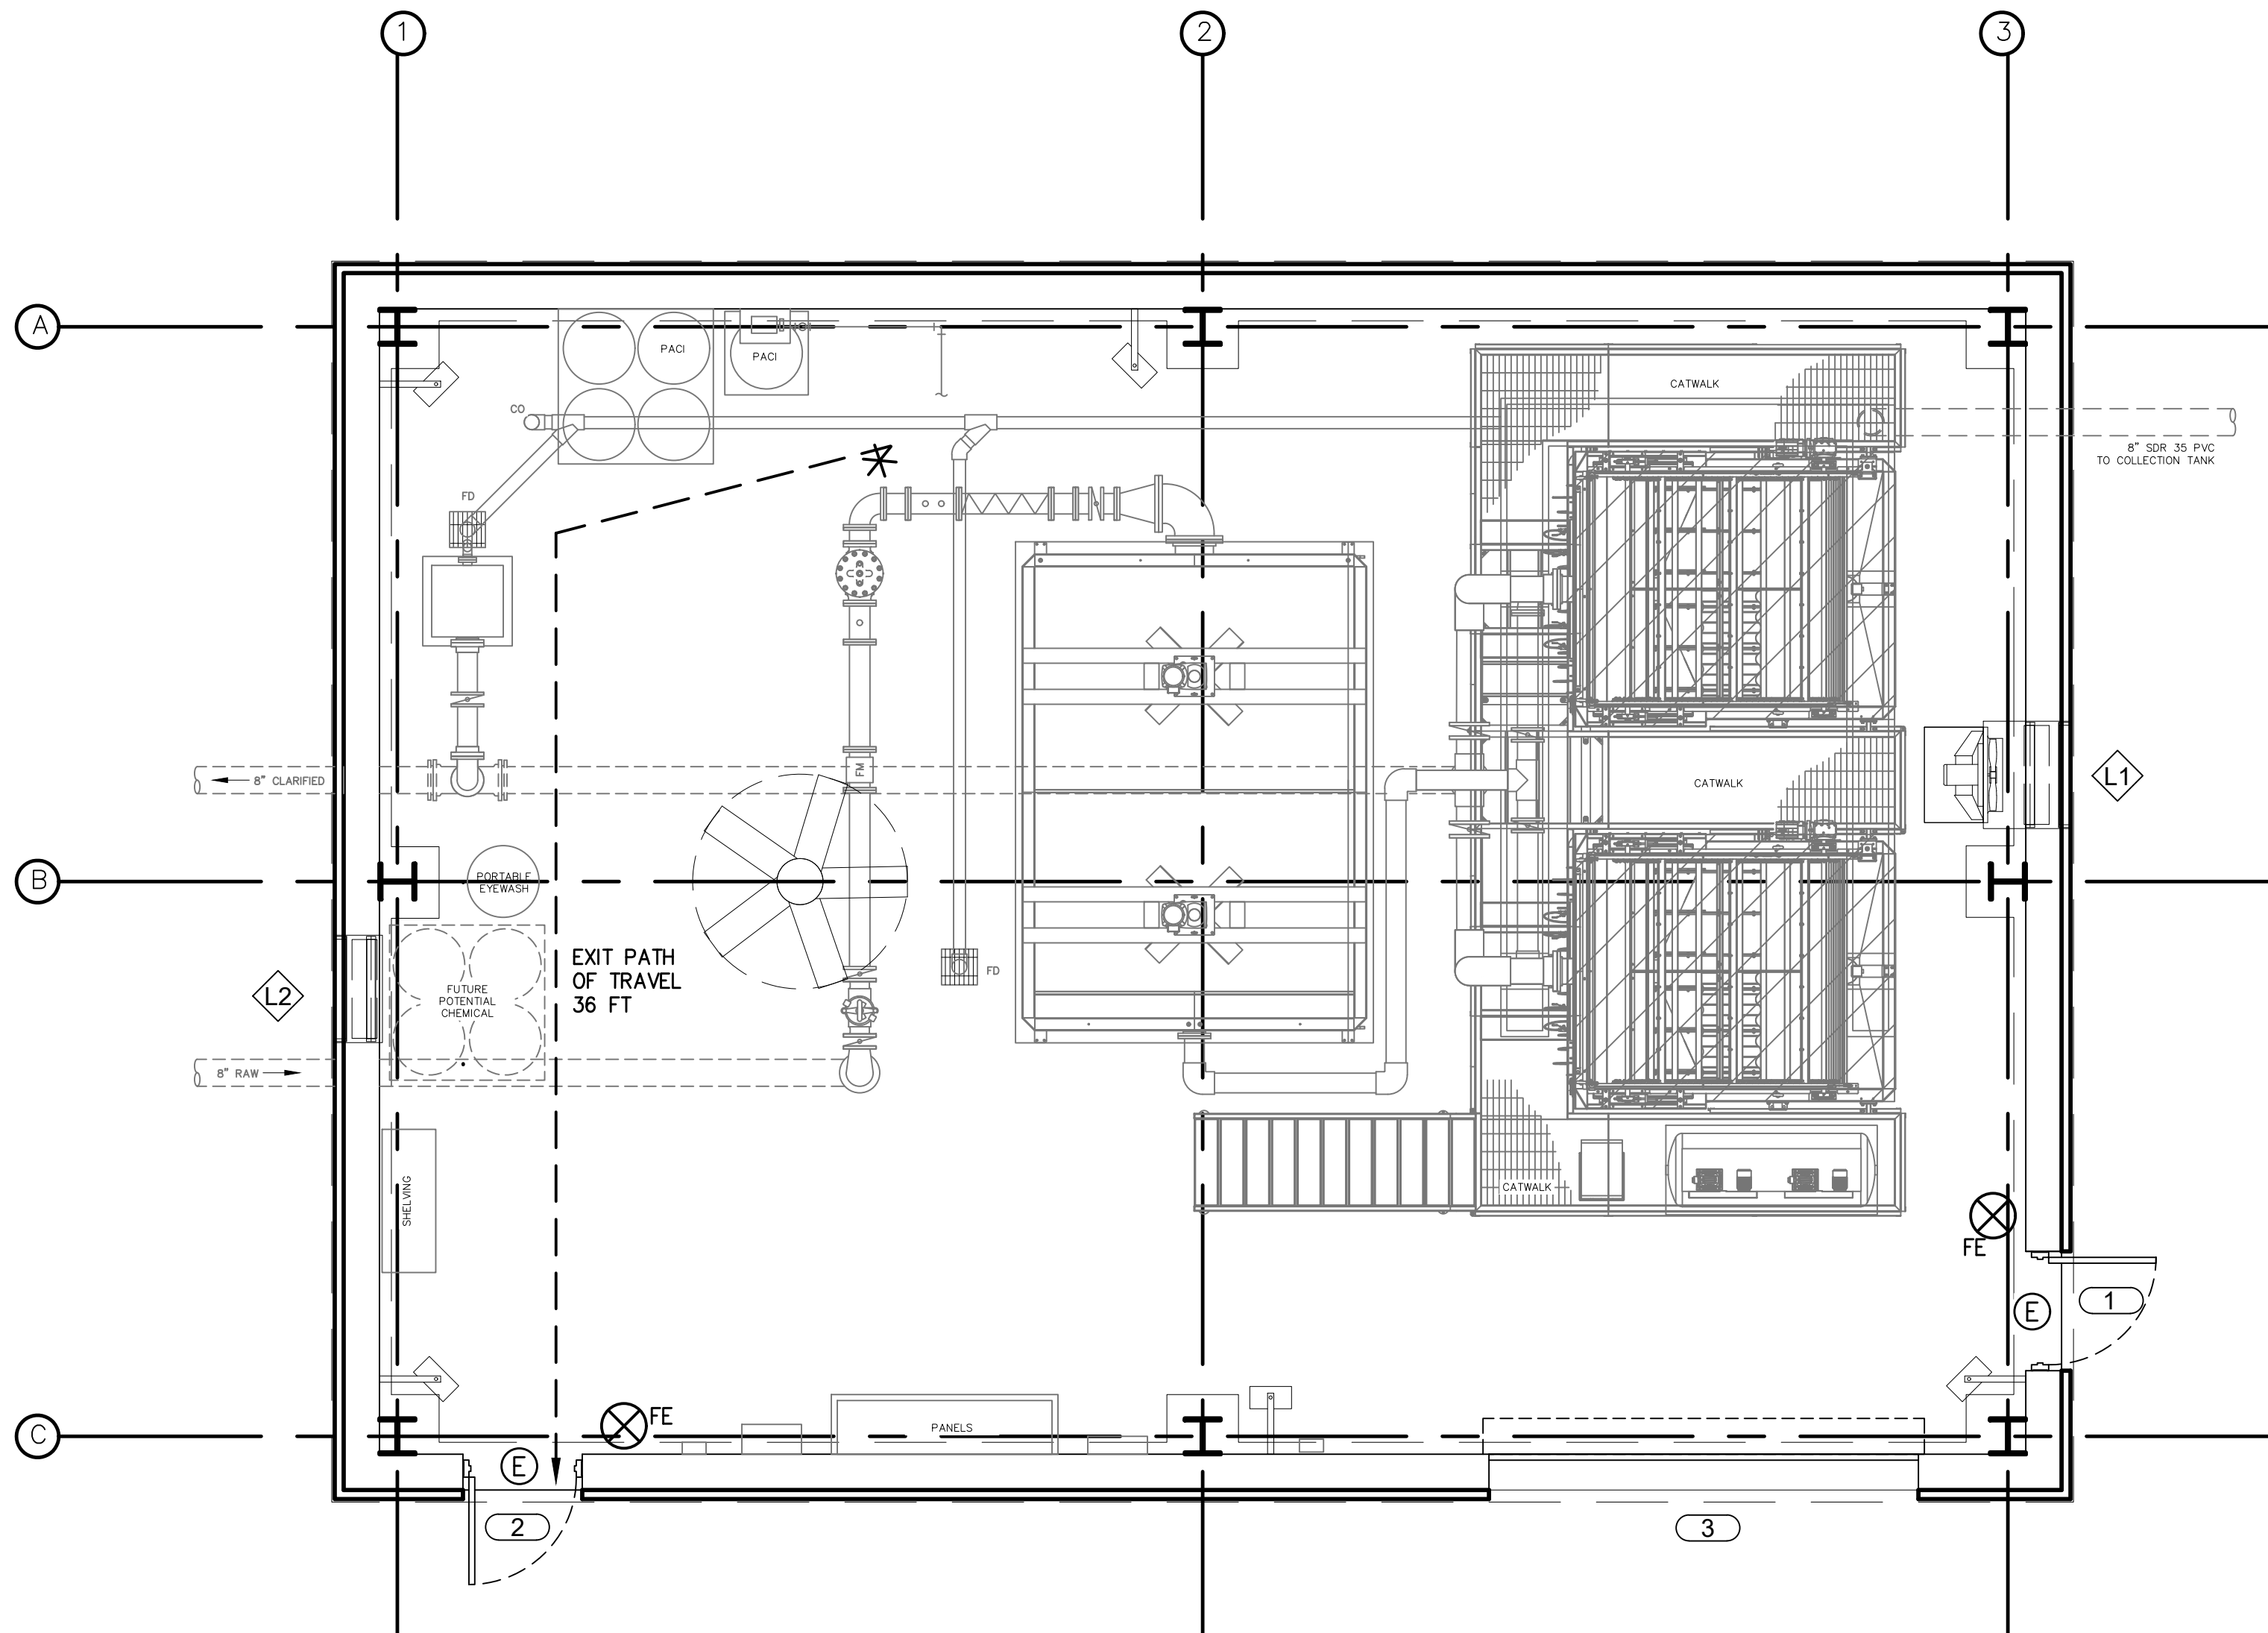 1
2
3
A
PACI
PACI
CATWALK
CO
8" SDR 35 PVC
TO COLLECTION TANK
FD
FM
8" CLARIFIED
CATWALK
L1
B
PORTABLE
EYEWASH
EXIT PATH
OF TRAVEL
36 FT
FD
L2
FUTURE
POTENTIAL
CHEMICAL
8" RAW
SHELVING
CATWALK
FE
E
1
FE
PANELS
C
E
2
3